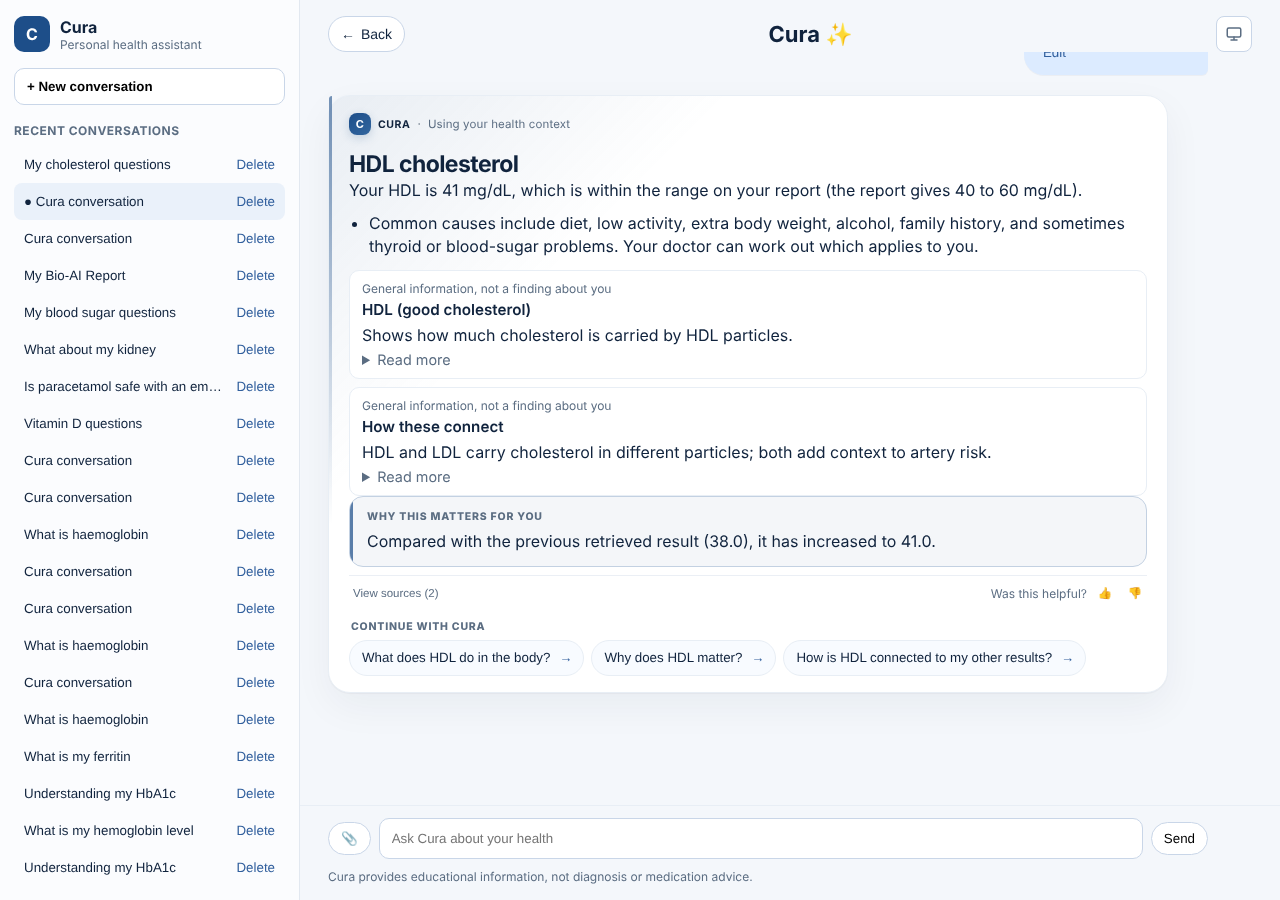 C
Cura
Personal health assistant
+ New conversation
RECENT CONVERSATIONS
My cholesterol questions Delete
● Cura conversation Delete
Cura conversation Delete
My Bio-AI Report Delete
My blood sugar questions Delete
What about my kidney Delete
Is paracetamol safe with an em… Delete
Vitamin D questions Delete
Cura conversation Delete
Cura conversation Delete
What is haemoglobin Delete
Cura conversation Delete
Cura conversation Delete
What is haemoglobin Delete
Cura conversation Delete
What is haemoglobin Delete
What is my ferritin Delete
Understanding my HbA1c Delete
What is my hemoglobin level Delete
Understanding my HbA1c Delete
← Back
Cura ✨
Edit
C CURA · Using your health context
HDL cholesterol
Your HDL is 41 mg/dL, which is within the range on your report (the report gives 40 to 60 mg/dL).
• Common causes include diet, low activity, extra body weight, alcohol, family history, and sometimes
thyroid or blood-sugar problems. Your doctor can work out which applies to you.
General information, not a finding about you
HDL (good cholesterol)
Shows how much cholesterol is carried by HDL particles.
▶ Read more
General information, not a finding about you
How these connect
HDL and LDL carry cholesterol in different particles; both add context to artery risk.
▶ Read more
WHY THIS MATTERS FOR YOU
Compared with the previous retrieved result (38.0), it has increased to 41.0.
View sources (2) Was this helpful? 👍 👎
CONTINUE WITH CURA
What does HDL do in the body? → Why does HDL matter? → How is HDL connected to my other results? →
📎 Ask Cura about your health Send
Cura provides educational information, not diagnosis or medication advice.